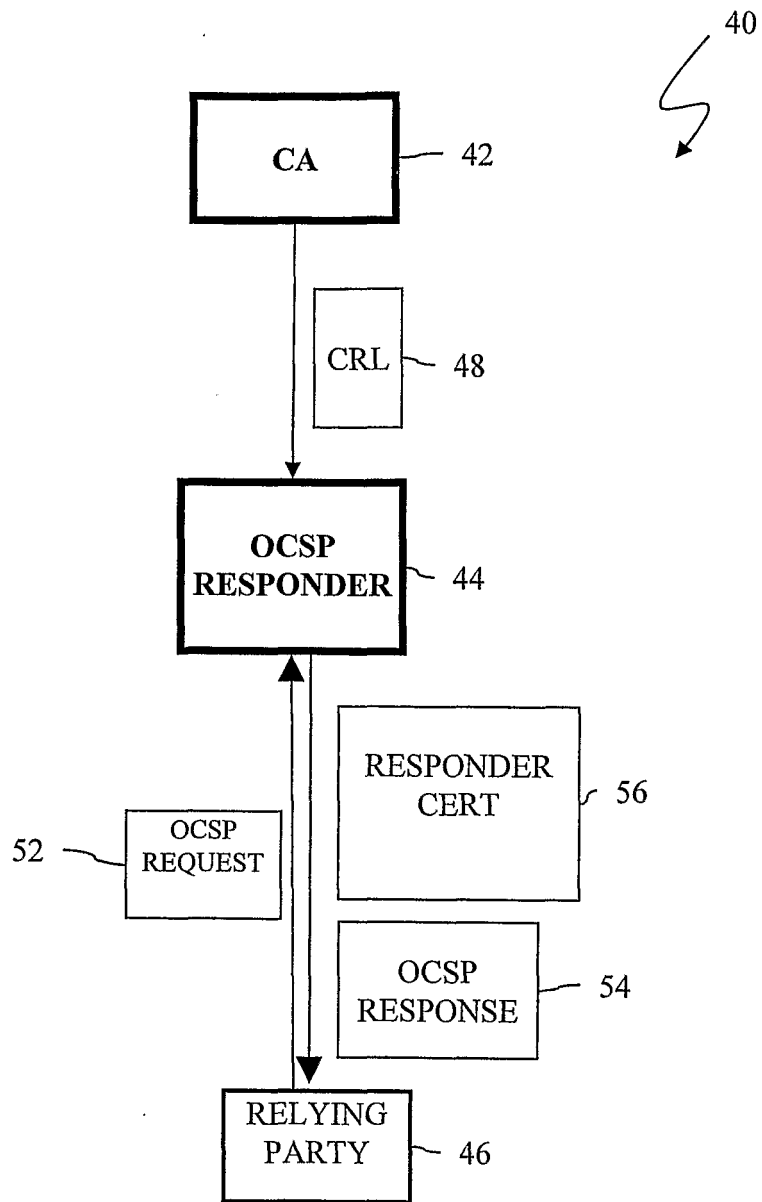 40
CA
42
CRL
48
OCSP
RESPONDER
44
RESPONDER
CERT
56
52
OCSP
REQUEST
OCSP
RESPONSE
54
RELYING
PARTY
46